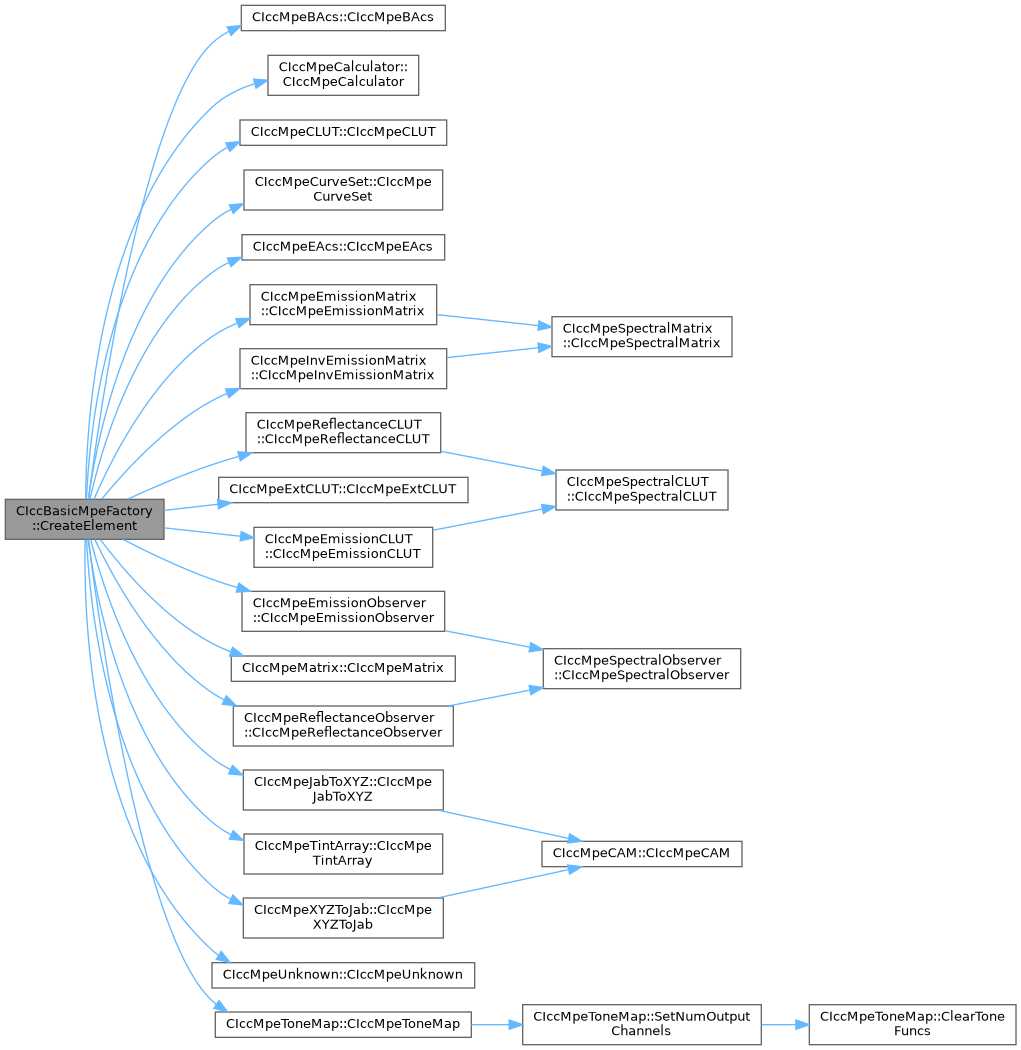 CIccBasicMpeFactory
::CreateElement
CIccMpeBAcs::CIccMpeBAcs
CIccMpeCalculator::
CIccMpeCalculator
CIccMpeCLUT::CIccMpeCLUT
CIccMpeCurveSet::CIccMpe
CurveSet
CIccMpeEAcs::CIccMpeEAcs
CIccMpeEmissionMatrix
::CIccMpeEmissionMatrix
CIccMpeSpectralMatrix
::CIccMpeSpectralMatrix
CIccMpeInvEmissionMatrix
::CIccMpeInvEmissionMatrix
CIccMpeReflectanceCLUT
::CIccMpeReflectanceCLUT
CIccMpeSpectralCLUT
::CIccMpeSpectralCLUT
CIccMpeExtCLUT::CIccMpeExtCLUT
CIccMpeEmissionCLUT
::CIccMpeEmissionCLUT
CIccMpeEmissionObserver
::CIccMpeEmissionObserver
CIccMpeSpectralObserver
::CIccMpeSpectralObserver
CIccMpeMatrix::CIccMpeMatrix
CIccMpeReflectanceObserver
::CIccMpeReflectanceObserver
CIccMpeJabToXYZ::CIccMpe
JabToXYZ
CIccMpeCAM::CIccMpeCAM
CIccMpeTintArray::CIccMpe
TintArray
CIccMpeXYZToJab::CIccMpe
XYZToJab
CIccMpeUnknown::CIccMpeUnknown
CIccMpeToneMap::CIccMpeToneMap
CIccMpeToneMap::SetNumOutput
Channels
CIccMpeToneMap::ClearTone
Funcs